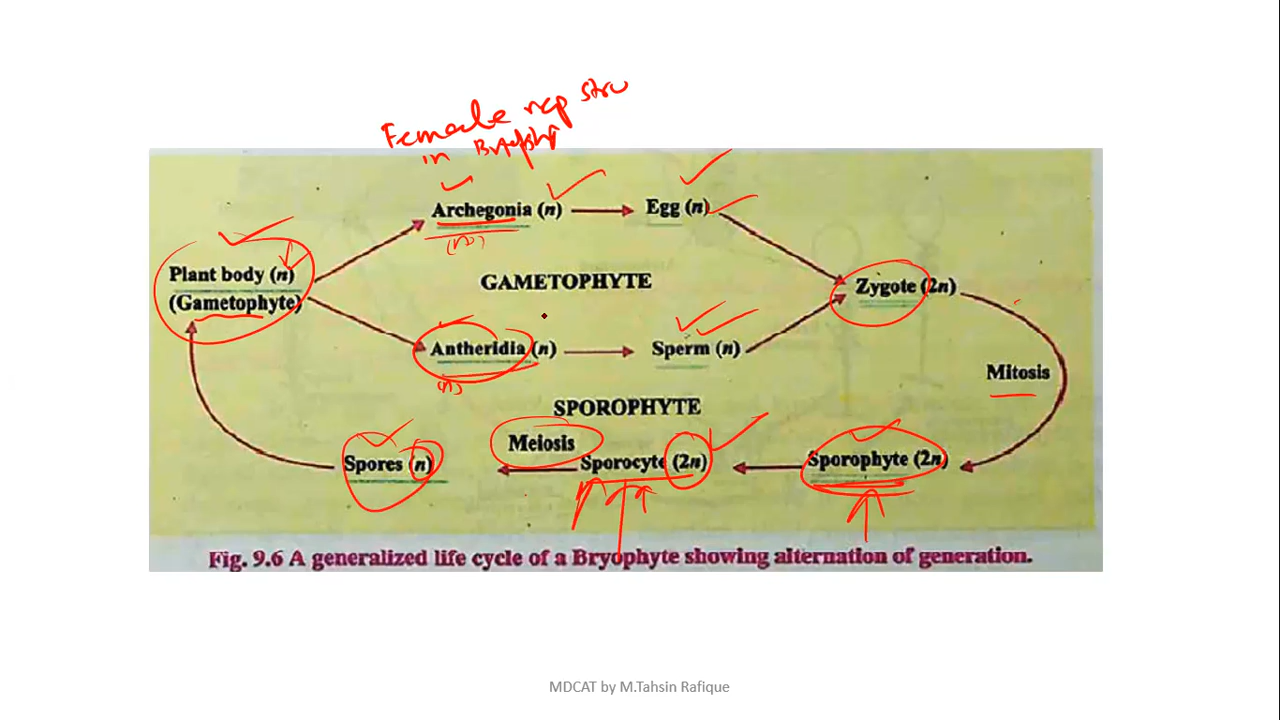 Female rep stru
in Bryophy
Archegonia (n)
Egg (n)
(n)
Plant body (n)
(Gametophyte)
GAMETOPHYTE
Zygote (2n)
Antheridia (n)
Sperm (n)
(n)
Mitosis
SPOROPHYTE
Meiosis
Spores (n)
Sporocyte (2n)
Sporophyte (2n)
Fig. 9.6 A generalized life cycle of a Bryophyte showing alternation of generation.
MDCAT by M.Tahsin Rafique